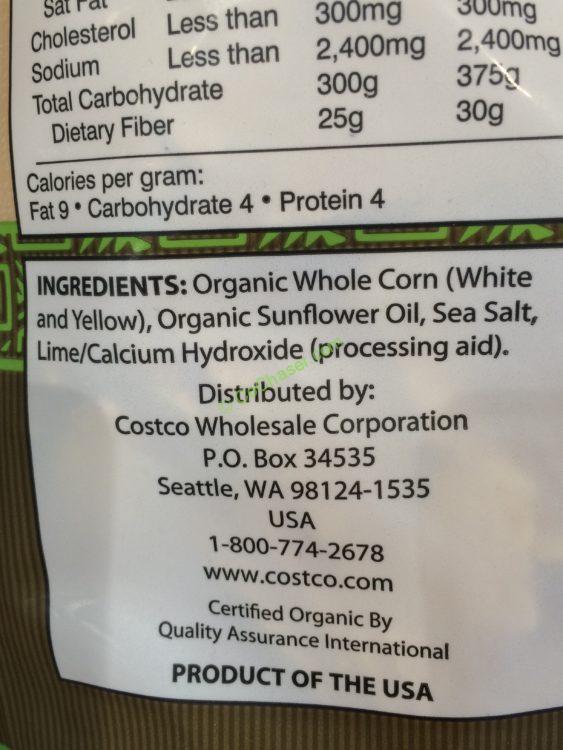 Sat Fat
Cholesterol Less than 300mg 300mg
Sodium Less than 2,400mg 2,400mg
Total Carbohydrate 300g 375g
Dietary Fiber 25g 30g
Calories per gram:
Fat 9 • Carbohydrate 4 • Protein 4
INGREDIENTS: Organic Whole Corn (White
and Yellow), Organic Sunflower Oil, Sea Salt,
Lime/Calcium Hydroxide (processing aid).
Distributed by:
Costco Wholesale Corporation
P.O. Box 34535
Seattle, WA 98124-1535
USA
1-800-774-2678
www.costco.com
Certified Organic By
Quality Assurance International
PRODUCT OF THE USA